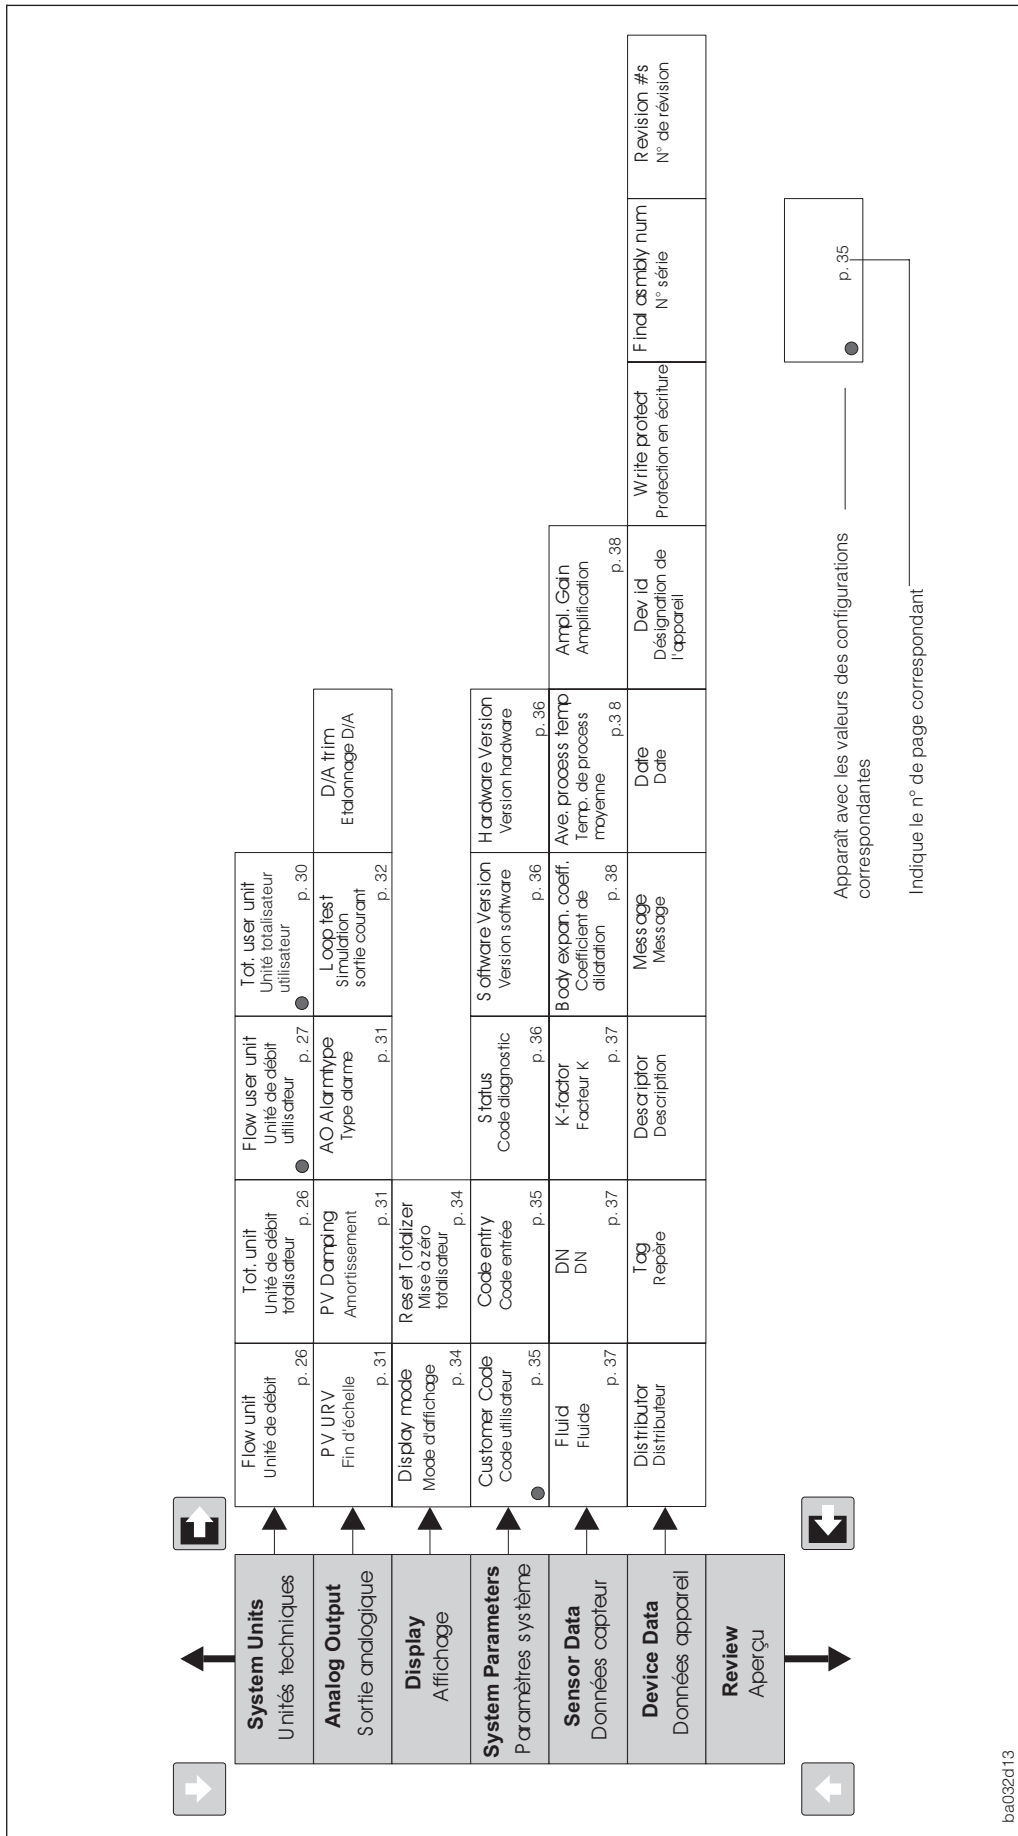 System Units
Unités techniques
Flow unit
Unité de débit
p. 26
Tot. unit
Unité de débit
totalisateur
p. 26
Flow user unit
Unité de débit
utilisateur
p. 27
Tot. user unit
Unité totalisateur
utilisateur
p. 30
Analog Output
Sortie analogique
PV URV
Fin d'échelle
p. 31
PV Damping
Amortissement
p. 31
AO Alarmtype
Type alarme
p. 31
Loop test
Simulation
sortie courant
p. 32
D/A trim
Etalonnage D/A
Display
Affichage
Display mode
Mode d'affichage
p. 34
Reset Totalizer
Mise à zéro
totalisateur
p. 34
System Parameters
Paramètres système
Customer Code
Code utilisateur
p. 35
Code entry
Code entrée
p. 35
Status
Code diagnostic
p. 36
Software Version
Version software
p. 36
Hardware Version
Version hardware
p. 36
Sensor Data
Données capteur
Fluid
Fluide
p. 37
DN
DN
p. 37
K-factor
Facteur K
p. 37
Body expan. coeff.
Coefficient de
dilatation
p. 38
Ave. process temp
Temp. de process
moyenne
p.38
Ampl. Gain
Amplification
p. 38
Device Data
Données appareil
Distributor
Distributeur
Tag
Repère
Descriptor
Description
Message
Message
Date
Date
Dev id
Désignation de
l'appareil
Write protect
Protection en écriture
Final asmbly num
N° série
Revision #s
N° de révision
Review
Aperçu
p. 35
Apparaît avec les valeurs des configurations
correspondantes
Indique le n° de page correspondant
ba032d13